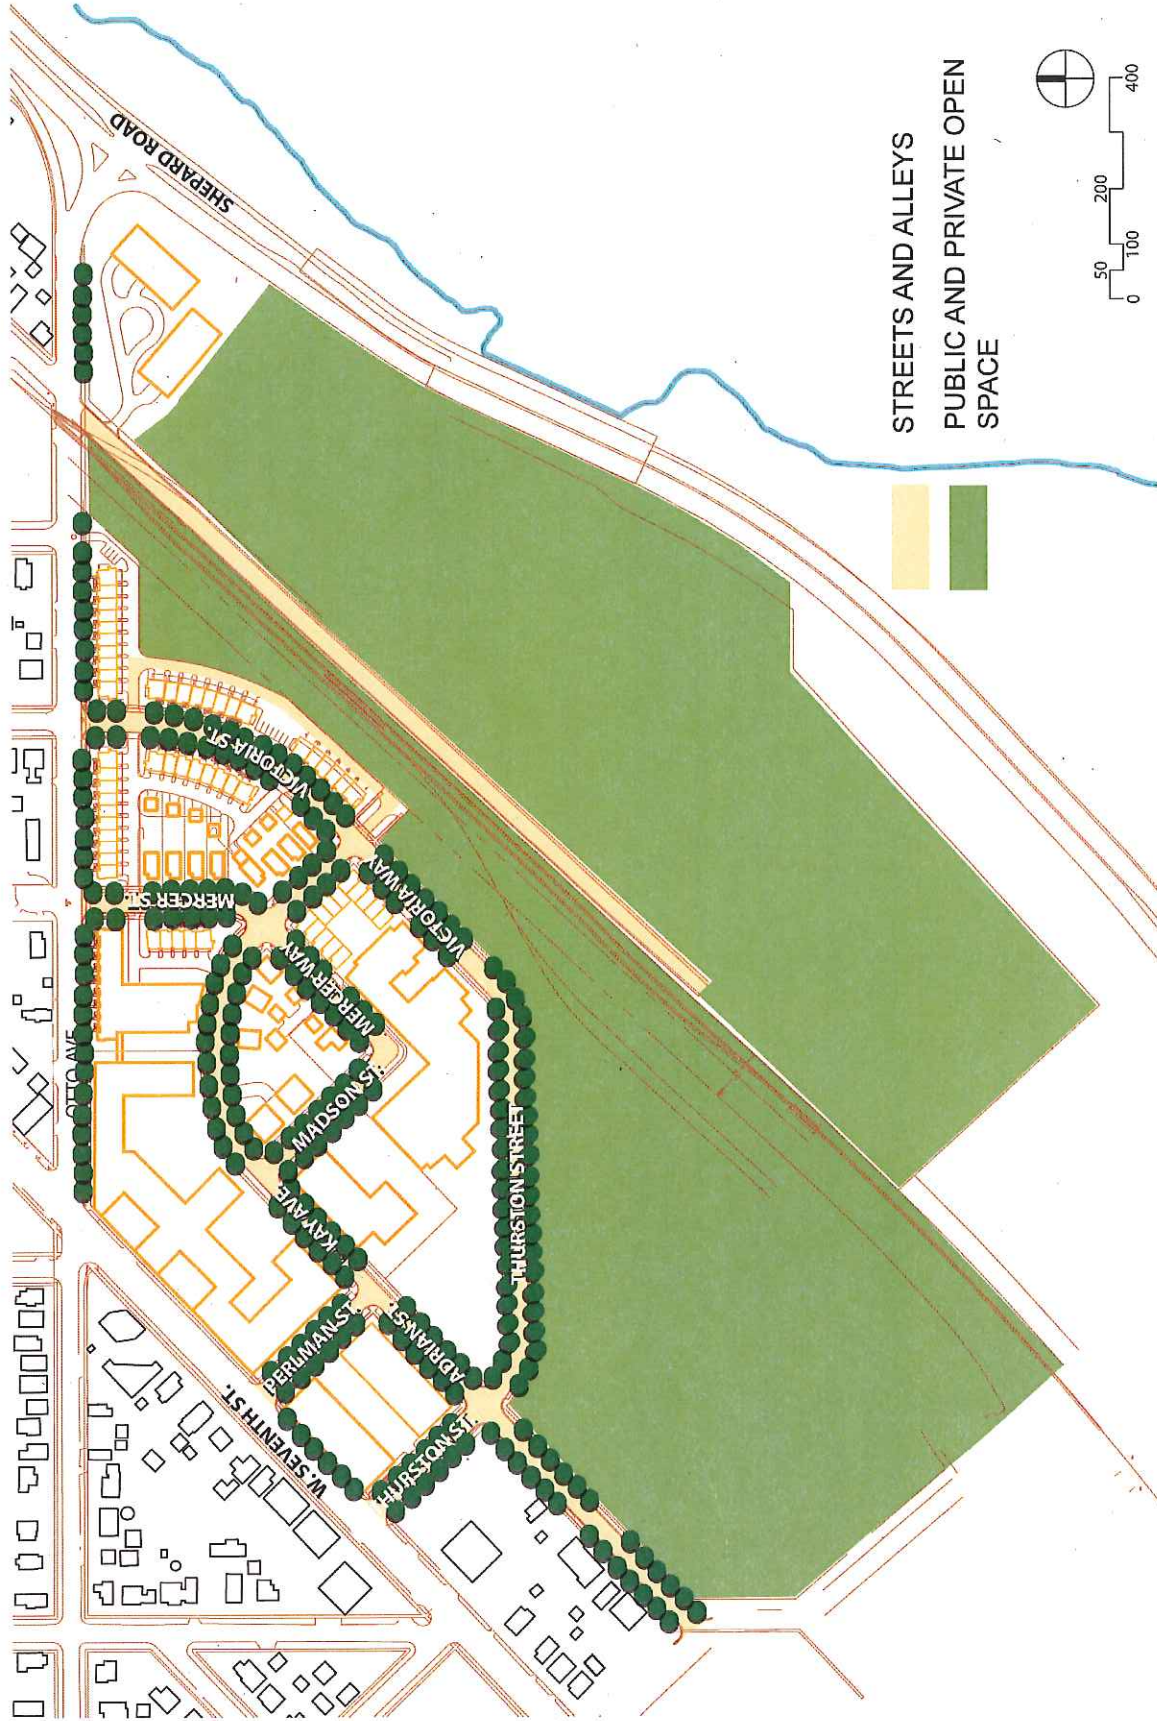 SHEPARD ROAD
OTTO AVE
VICTORIA ST.
MERCER ST.
VICTORIA WAY
MERCER WAY
MADSON ST.
KAY AVE.
THURSTON STREET
PERLMAN ST.
ADRIAN ST.
W. SEVENTH ST.
HURSTON ST.
STREETS AND ALLEYS
PUBLIC AND PRIVATE OPEN
SPACE
0 50 100 200 400